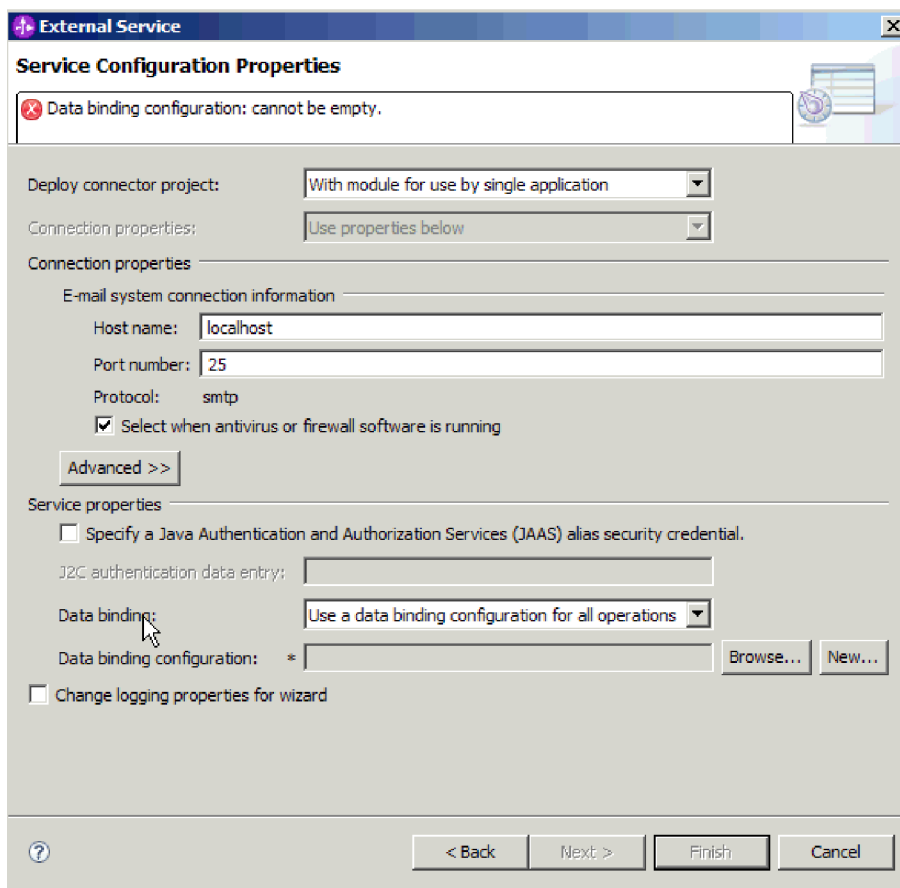 External Service
Service Configuration Properties
Data binding configuration: cannot be empty.
Deploy connector project: With module for use by single application
Connection properties: Use properties below
Connection properties
E-mail system connection information
Host name: localhost
Port number: 25
Protocol: smtp
Select when antivirus or firewall software is running
Advanced >>
Service properties
Specify a Java Authentication and Authorization Services (JAAS) alias security credential.
J2C authentication data entry:
Data binding: Use a data binding configuration for all operations
Data binding configuration: * Browse... New...
Change logging properties for wizard
? < Back Next > Finish Cancel